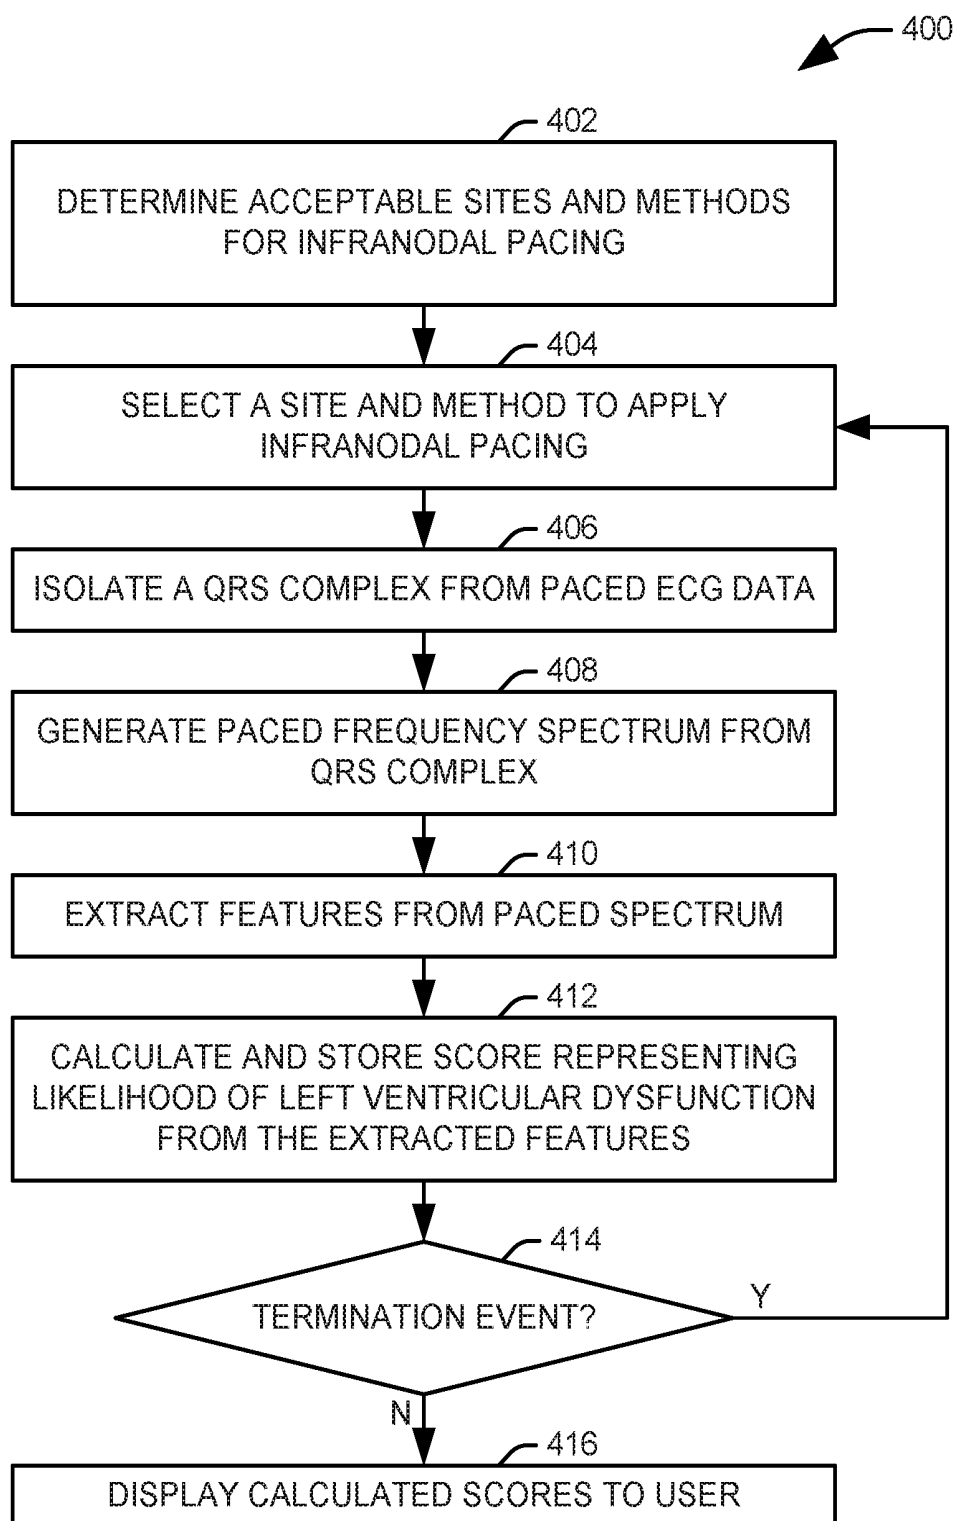 400
402
DETERMINE ACCEPTABLE SITES AND METHODS
FOR INFRANODAL PACING
404
SELECT A SITE AND METHOD TO APPLY
INFRANODAL PACING
406
ISOLATE A QRS COMPLEX FROM PACED ECG DATA
408
GENERATE PACED FREQUENCY SPECTRUM FROM
QRS COMPLEX
410
EXTRACT FEATURES FROM PACED SPECTRUM
412
CALCULATE AND STORE SCORE REPRESENTING
LIKELIHOOD OF LEFT VENTRICULAR DYSFUNCTION
FROM THE EXTRACTED FEATURES
414
TERMINATION EVENT?
Y
N
416
DISPLAY CALCULATED SCORES TO USER